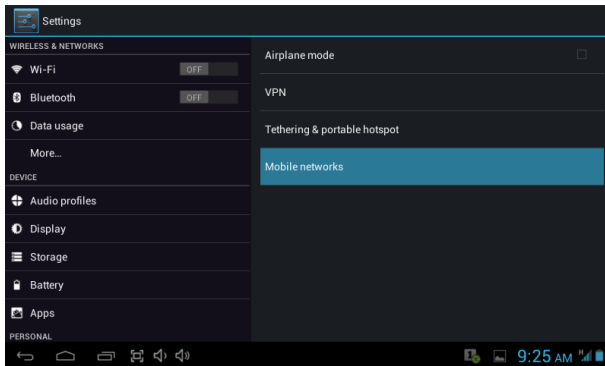 Settings
WIRELESS & NETWORKS
Wi-Fi OFF
Bluetooth OFF
Data usage
More...
DEVICE
Audio profiles
Display
Storage
Battery
Apps
PERSONAL
Airplane mode
VPN
Tethering & portable hotspot
Mobile networks
9:25 AM